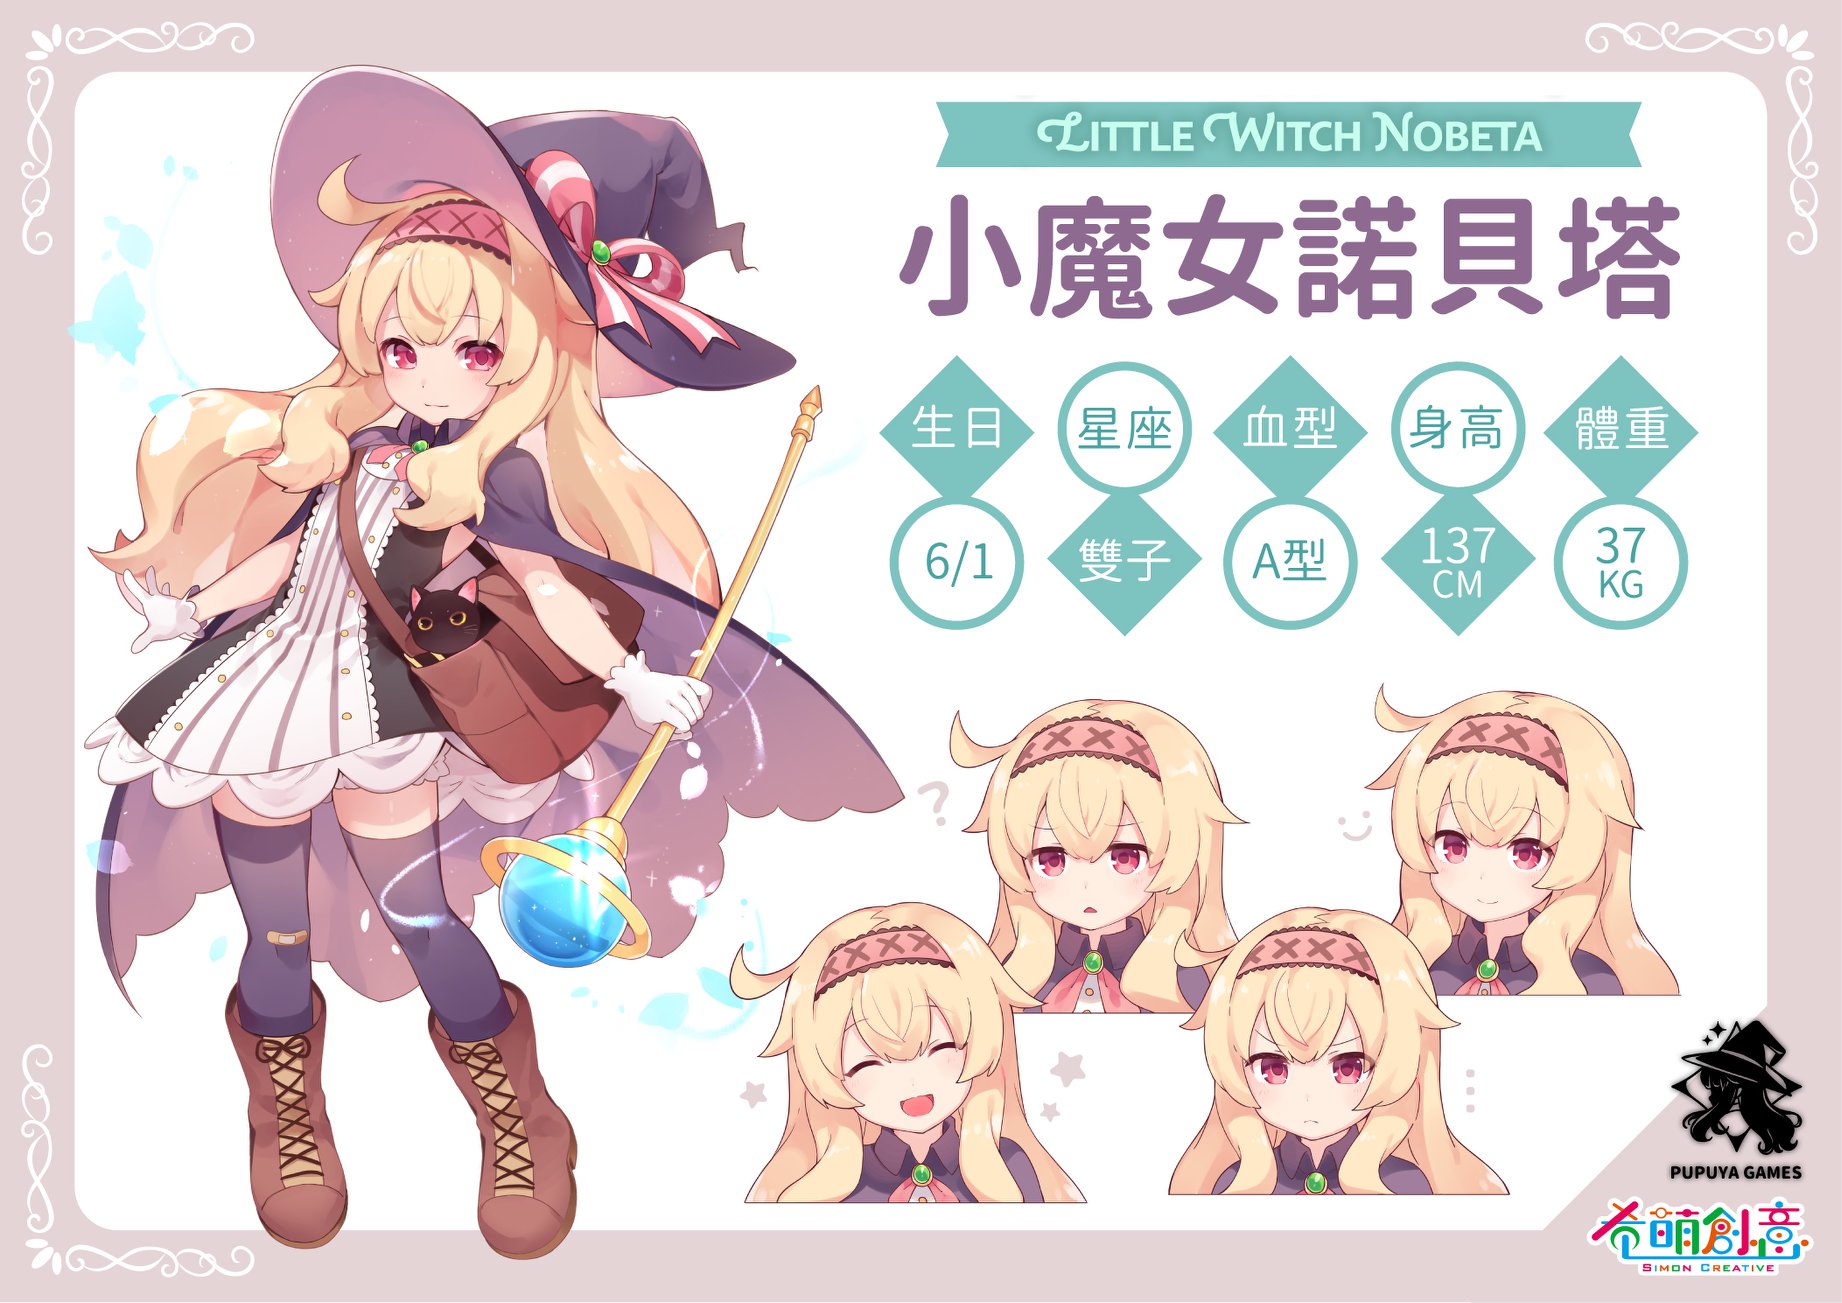 LITTLE WITCH NOBETA
小魔女諾貝塔
生日 星座 血型 身高 體重
6/1 雙子 A型 137 CM 37 KG
?
PUPUYA GAMES
希萌創意
SIMON CREATIVE